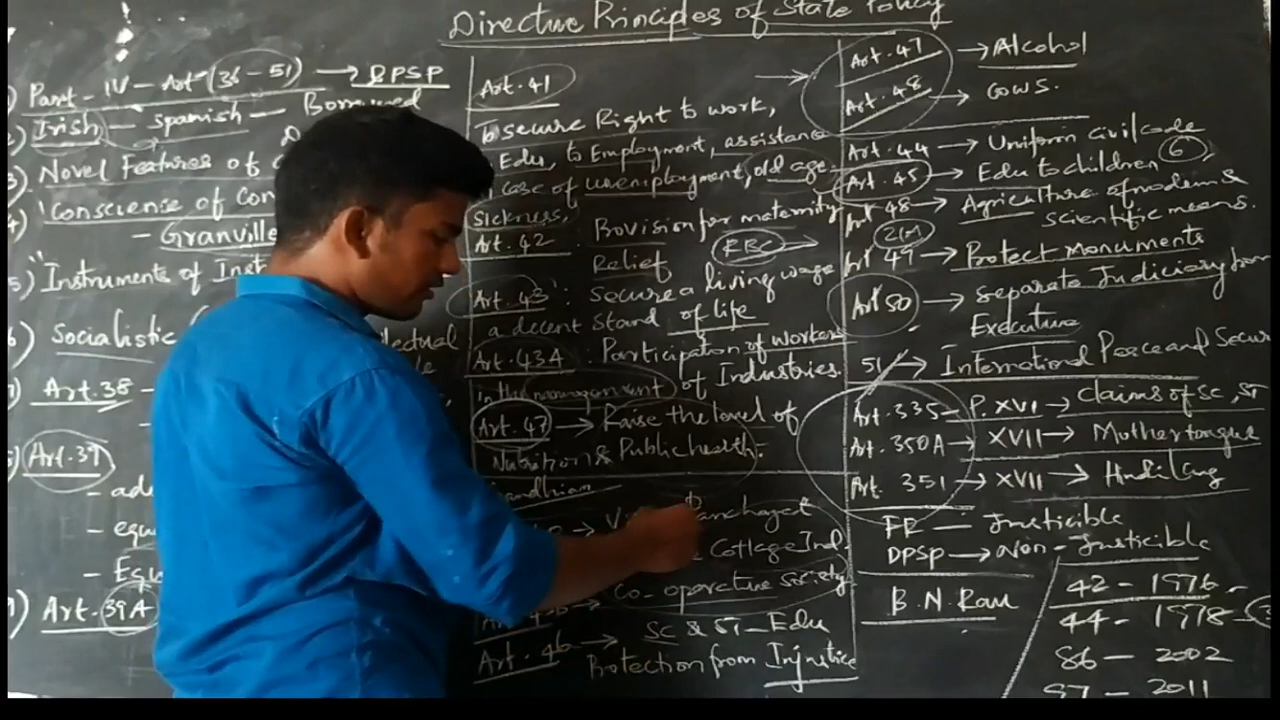 Directive Principles of State Policy
Part - IV - Art (36-51) → DPSP
Irish - Spanish - Borrowed
3) Novel Features of
4) "Conscience of Con
- Granville
5) "Instruments of Inst
6) Socialistic
ellectual
7) Art.38 -
8) Art.39
- ade
- equ
- Equ
9) Art. 39A
Art. 41
To secure Right to work,
Edu, to Employment, assistance
in case of unemployment, old age
Sickness,
Art. 42 : Provision for maternity
Relief
Art. 43 : Secure a living wage
a decent Stand of life
Art. 43A : Participation of workers
in the management of Industries.
Art. 47 → Raise the level of
Nutrition & Public health.
Gandhian
→ Vi Panchayat
Cottage Ind.
→ Co-operative society
Art. 46 → SC & ST - Edu
Protection from Injustice
Art. 47 → Alcohol
Art. 48 → Cows.
Art. 44 → Uniform Civil code
Art. 45 → Edu to children 6
Art 48 → Agriculture of modern &
scientific means.
Art 49 → Protect monuments
Art 50 → Separate Judiciary from
Executive
51 → International Peace and Secur
Art. 335 - P. XVI → Claims of SC, ST
Art. 350A → XVII → Mother tongue
Art. 351 → XVII → Hindi Lang
FR — Justicible
DPSP → Non - Justicible
B. N. Rau
42 - 1976
44 - 1978
86 - 2002
97 - 2011